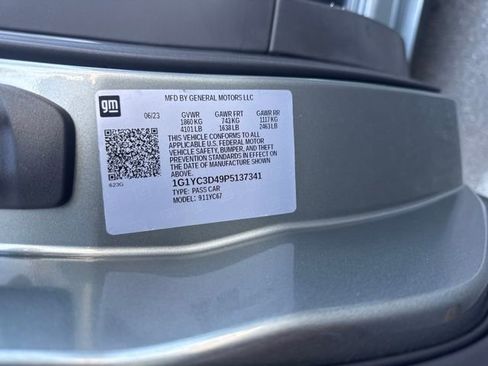 MFD BY GENERAL MOTORS LLC
gm
06/23 GVWR GAWR FRT GAWR RR
1860 KG 743 KG 1117 KG
4101 LB 1638 LB 2463 LB
THIS VEHICLE CONFORMS TO ALL
APPLICABLE U.S. FEDERAL MOTOR
VEHICLE SAFETY, BUMPER, AND THEFT
PREVENTION STANDARDS IN EFFECT ON
THE DATE OF MANUFACTURE SHOWN
ABOVE.
623G
1G1YC3D49P5137341
TYPE: PASS CAR
MODEL: 911YC67